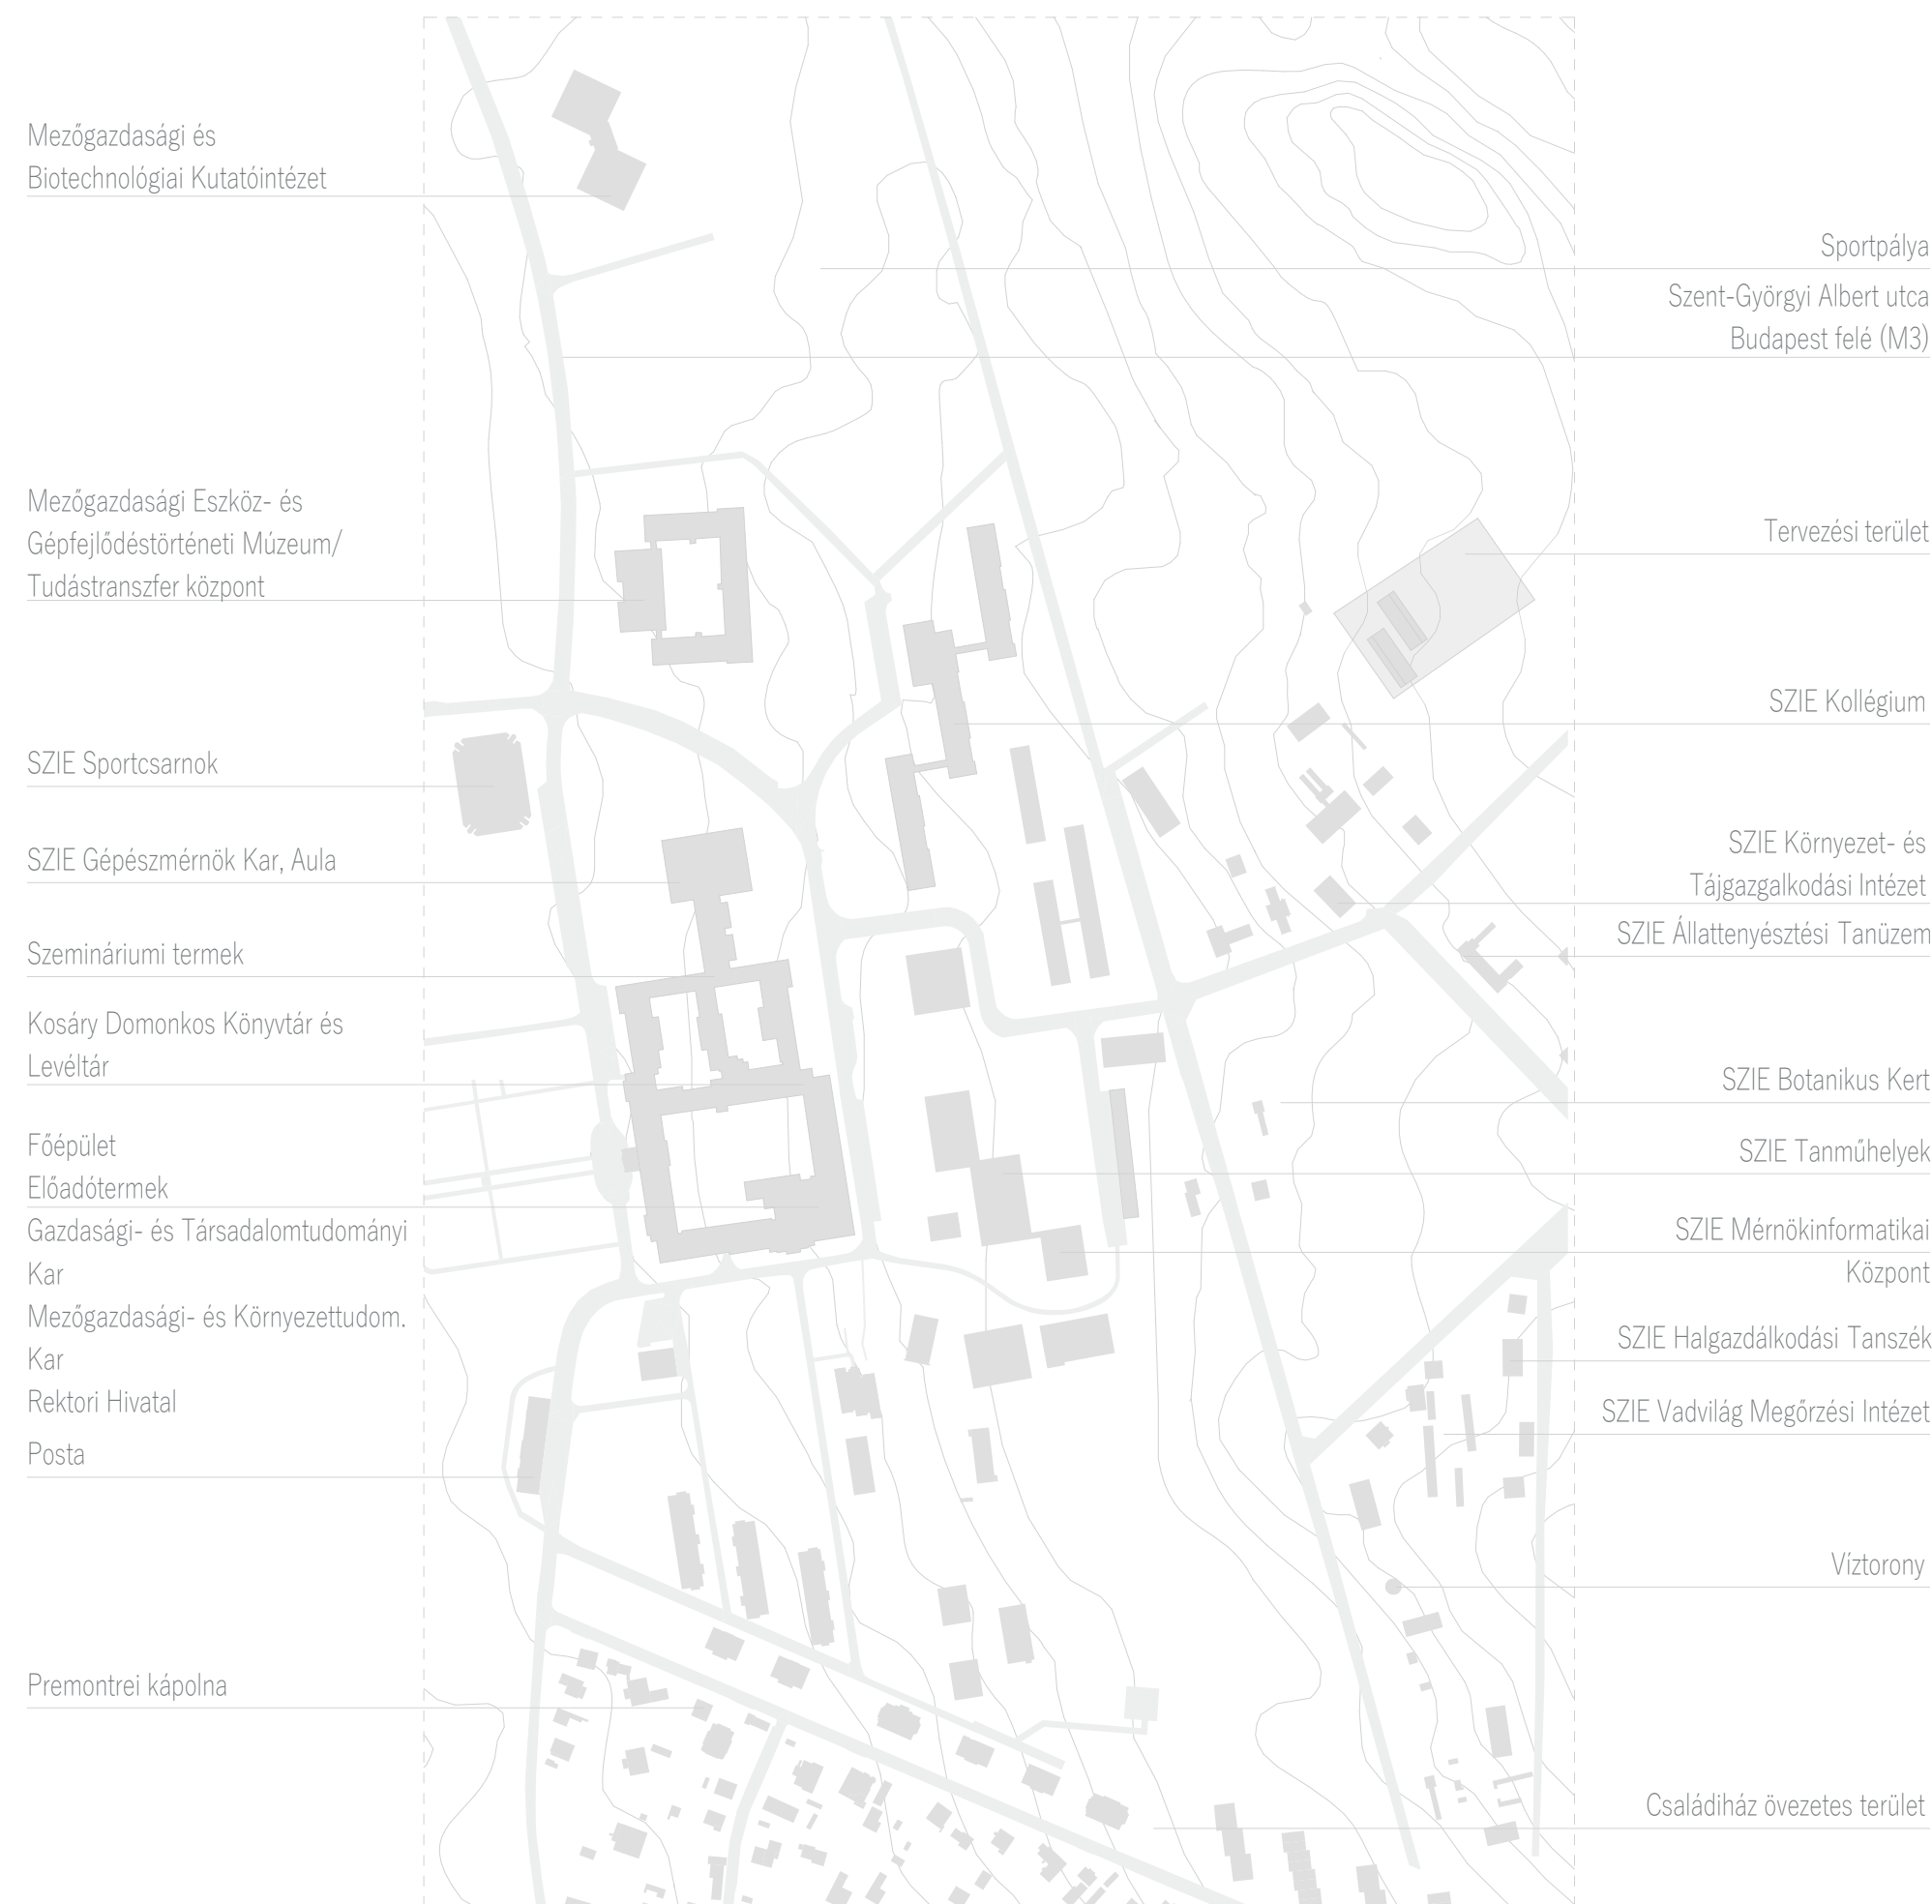 Mezőgazdasági és
Biotechnológiai Kutatóintézet
Mezőgazdasági Eszköz- és
Gépfejlődéstörténeti Múzeum/
Tudástranszfer központ
SZIE Sportcsarnok
SZIE Gépészmérnök Kar, Aula
Szemináriumi termek
Kosáry Domonkos Könyvtár és
Levéltár
Főépület
Előadótermek
Gazdasági- és Társadalomtudományi
Kar
Mezőgazdasági- és Környezettudom.
Kar
Rektori Hivatal
Posta
Premontrei kápolna
Sportpálya
Szent-Györgyi Albert utca
Budapest felé (M3)
Tervezési terület
SZIE Kollégium
SZIE Környezet- és
Tájgazgalkodási Intézet
SZIE Állattenyésztési Tanüzem
SZIE Botanikus Kert
SZIE Tanműhelyek
SZIE Mérnökinformatikai
Központ
SZIE Halgazdálkodási Tanszék
SZIE Vadvilág Megőrzési Intézet
Víztorony
Családiház övezetes terület